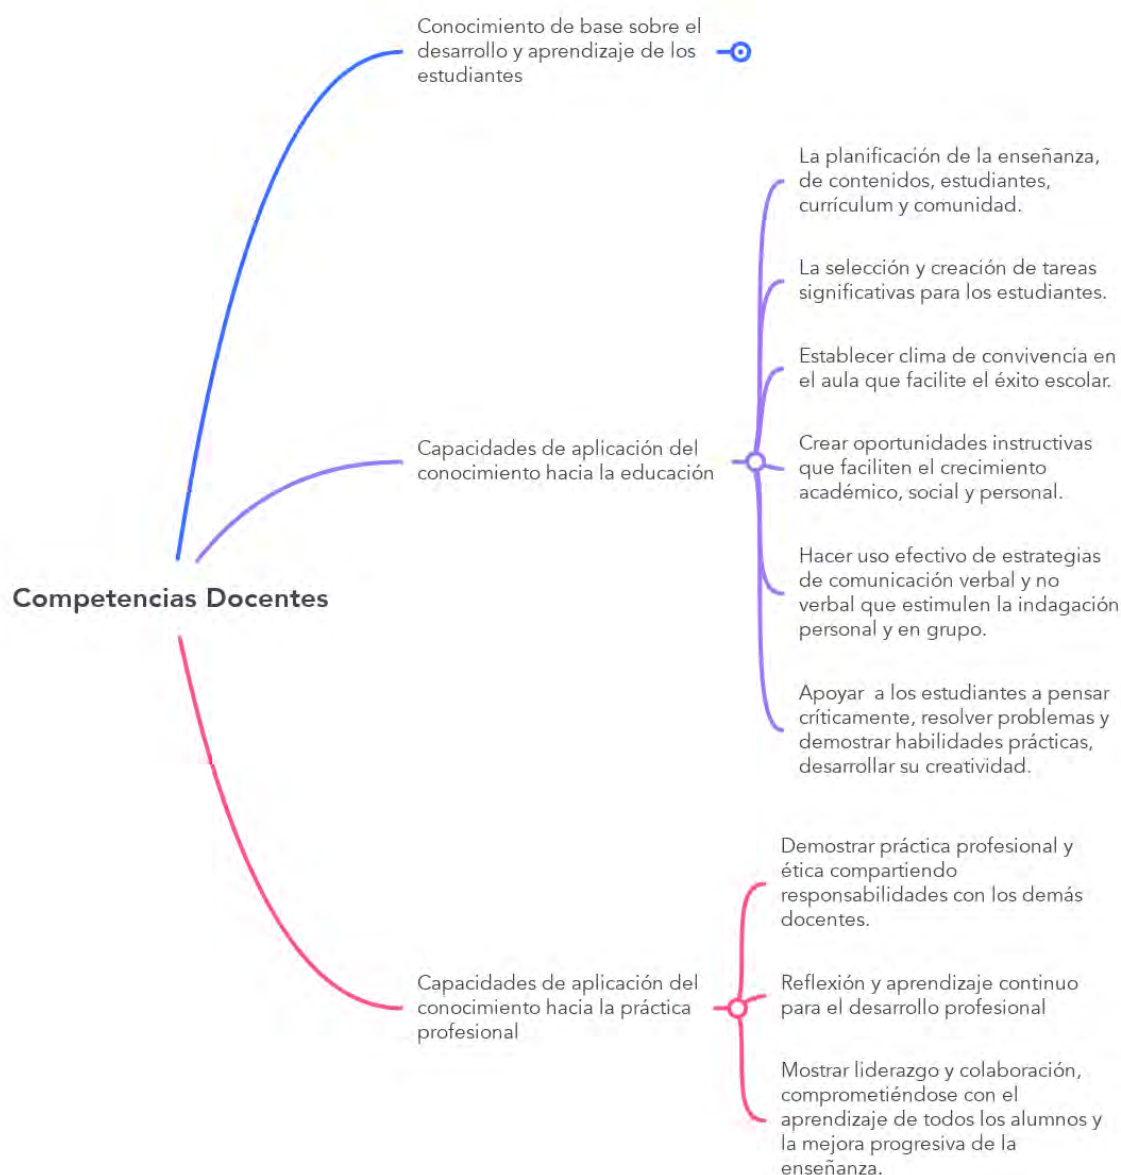 Conocimiento de base sobre el
desarrollo y aprendizaje de los
estudiantes
La planificación de la enseñanza,
de contenidos, estudiantes,
currículum y comunidad.
La selección y creación de tareas
significativas para los estudiantes.
Establecer clima de convivencia en
el aula que facilite el éxito escolar.
Capacidades de aplicación del
conocimiento hacia la educación
Crear oportunidades instructivas
que faciliten el crecimiento
académico, social y personal.
Hacer uso efectivo de estrategias
de comunicación verbal y no
verbal que estimulen la indagación
personal y en grupo.
Competencias Docentes
Apoyar a los estudiantes a pensar
críticamente, resolver problemas y
demostrar habilidades prácticas,
desarrollar su creatividad.
Demostrar práctica profesional y
ética compartiendo
responsabilidades con los demás
docentes.
Capacidades de aplicación del
conocimiento hacia la práctica
profesional
Reflexión y aprendizaje continuo
para el desarrollo profesional
Mostrar liderazgo y colaboración,
comprometiéndose con el
aprendizaje de todos los alumnos y
la mejora progresiva de la
enseñanza.